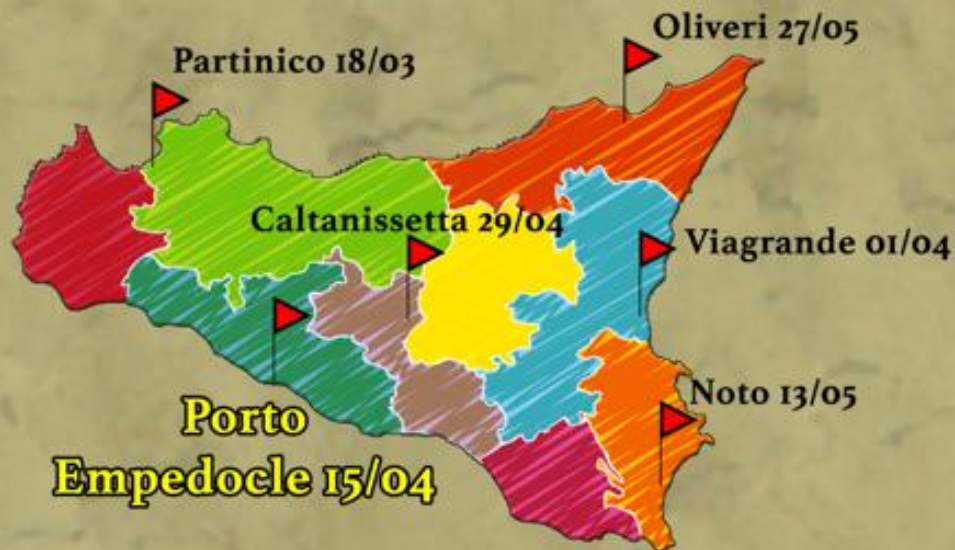 Oliveri 27/05
Partinico 18/03
Caltanissetta 29/04
Viagrande 01/04
Noto 13/05
Porto
Empedocle 15/04